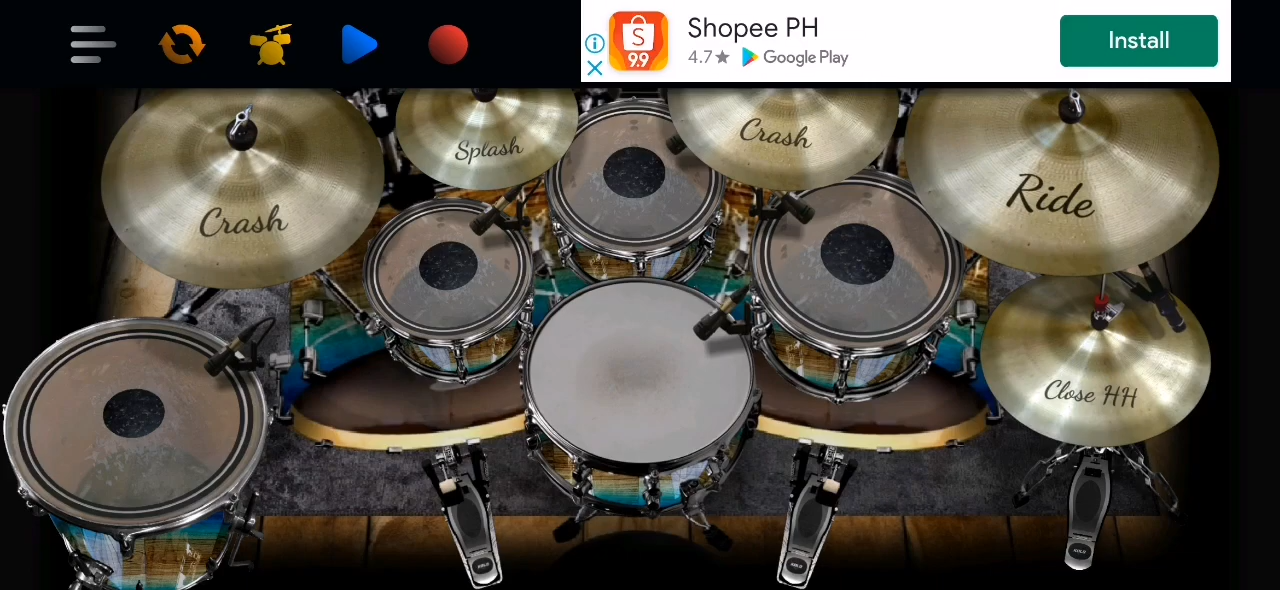 Shopee PH
S
9.9
4.7★ Google Play
Install
Crash
Splash
Crash
Ride
Close HH